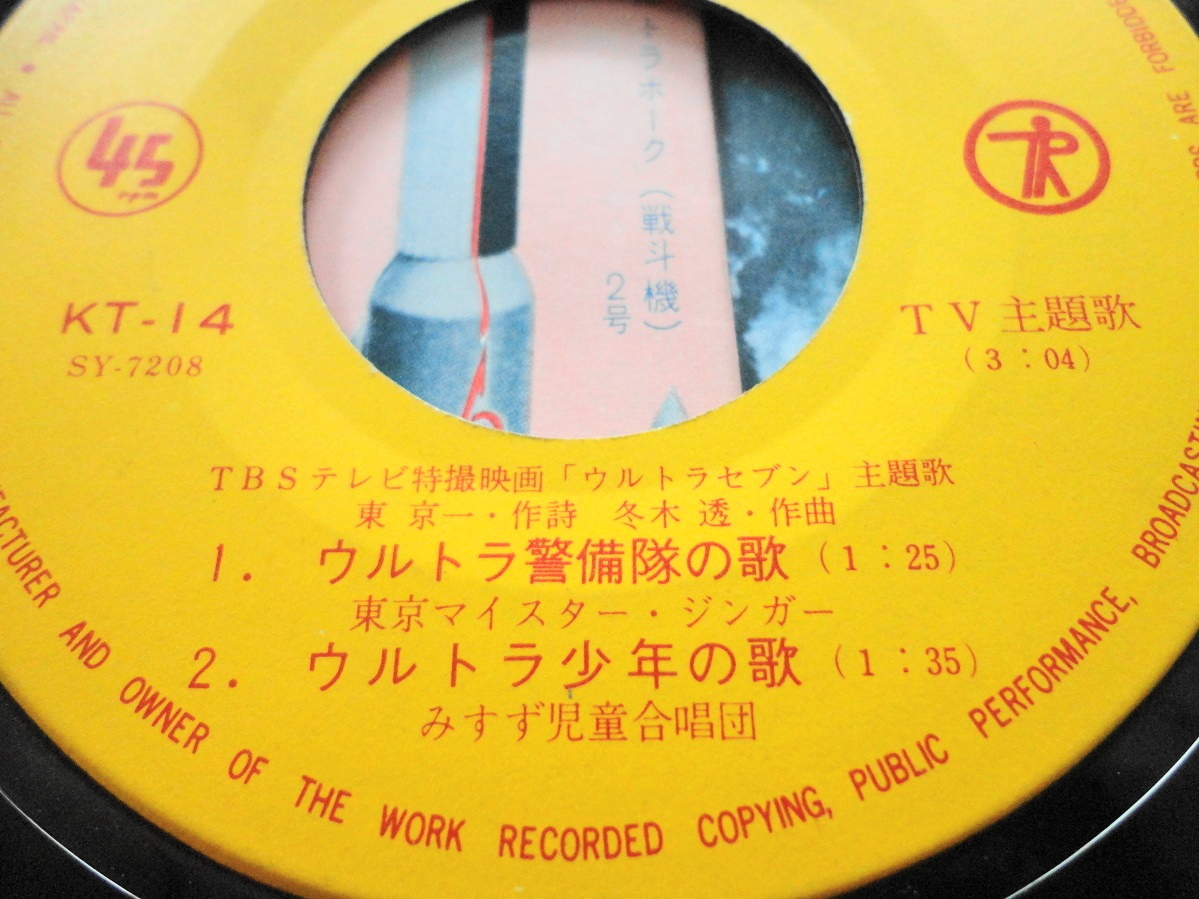 45
rpm
TR
トラホーク（戦斗機）
2号
KT-14
SY-7208
TV主題歌
(3:04)
TBSテレビ特撮映画「ウルトラセブン」主題歌
東 京一・作詩 冬木 透・作曲
1. ウルトラ警備隊の歌 (1:25)
東京マイスター・ジンガー
2. ウルトラ少年の歌 (1:35)
みすず児童合唱団
FACTURER AND OWNER OF THE WORK RECORDED COPYING, PUBLIC PERFORMANCE, BROADCASTI
ARE FORBIDDE